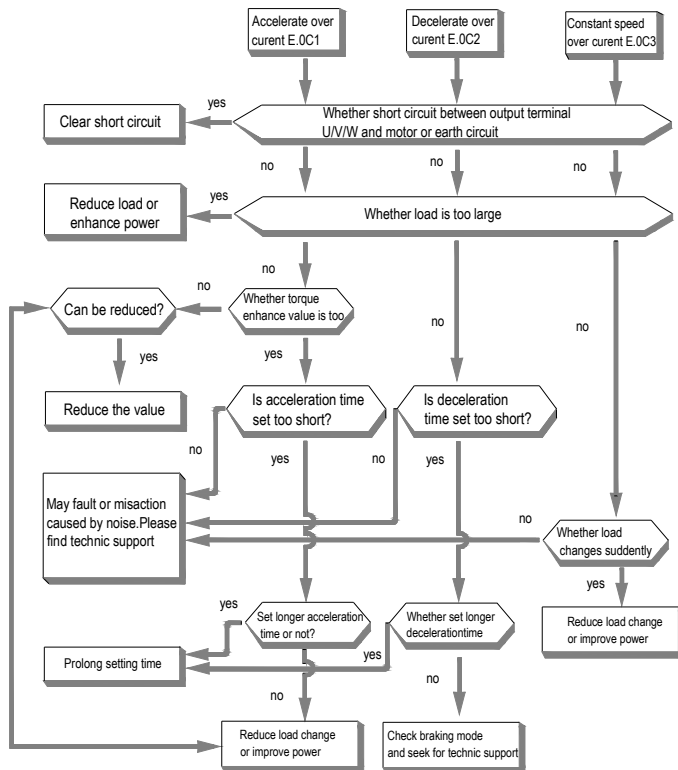 Accelerate over
curent E.0C1
Decelerate over
curent E.0C2
Constant speed
over curent E.0C3
yes
Clear short circuit
Whether short circuit between output terminal
U/V/W and motor or earth circuit
no
no
no
yes
Reduce load or
enhance power
Whether load is too large
no
no
no
no
Can be reduced?
Whether torque
enhance value is too
yes
yes
Reduce the value
Is acceleration time
set too short?
Is deceleration
time set too short?
no
yes
no
yes
May fault or misaction
caused by noise.Please
find technic support
no
Whether load
changes suddently
yes
yes
Set longer acceleration
time or not?
Whether set longer
decelerationtime
Reduce load change
or improve power
Prolong setting time
yes
no
no
Reduce load change
or improve power
Check braking mode
and seek for technic support